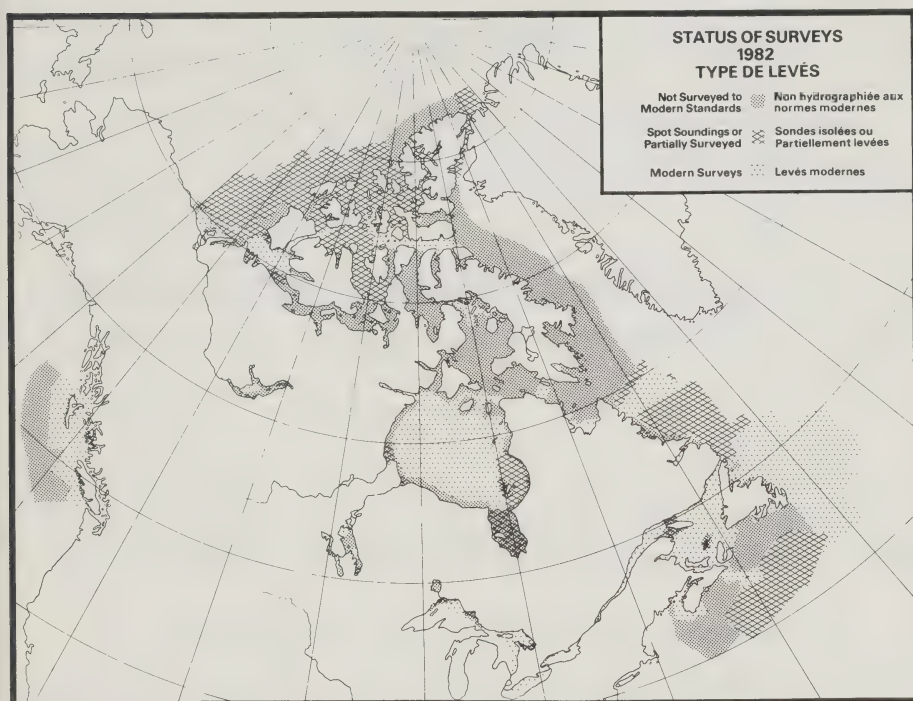 STATUS OF SURVEYS
1982
TYPE DE LEVÉS
Not Surveyed to
Modern Standards
Non hydrographiée aux
normes modernes
Spot Soundings or
Partially Surveyed
Sondes isolées ou
Partiellement levées
Modern Surveys
Levés modernes